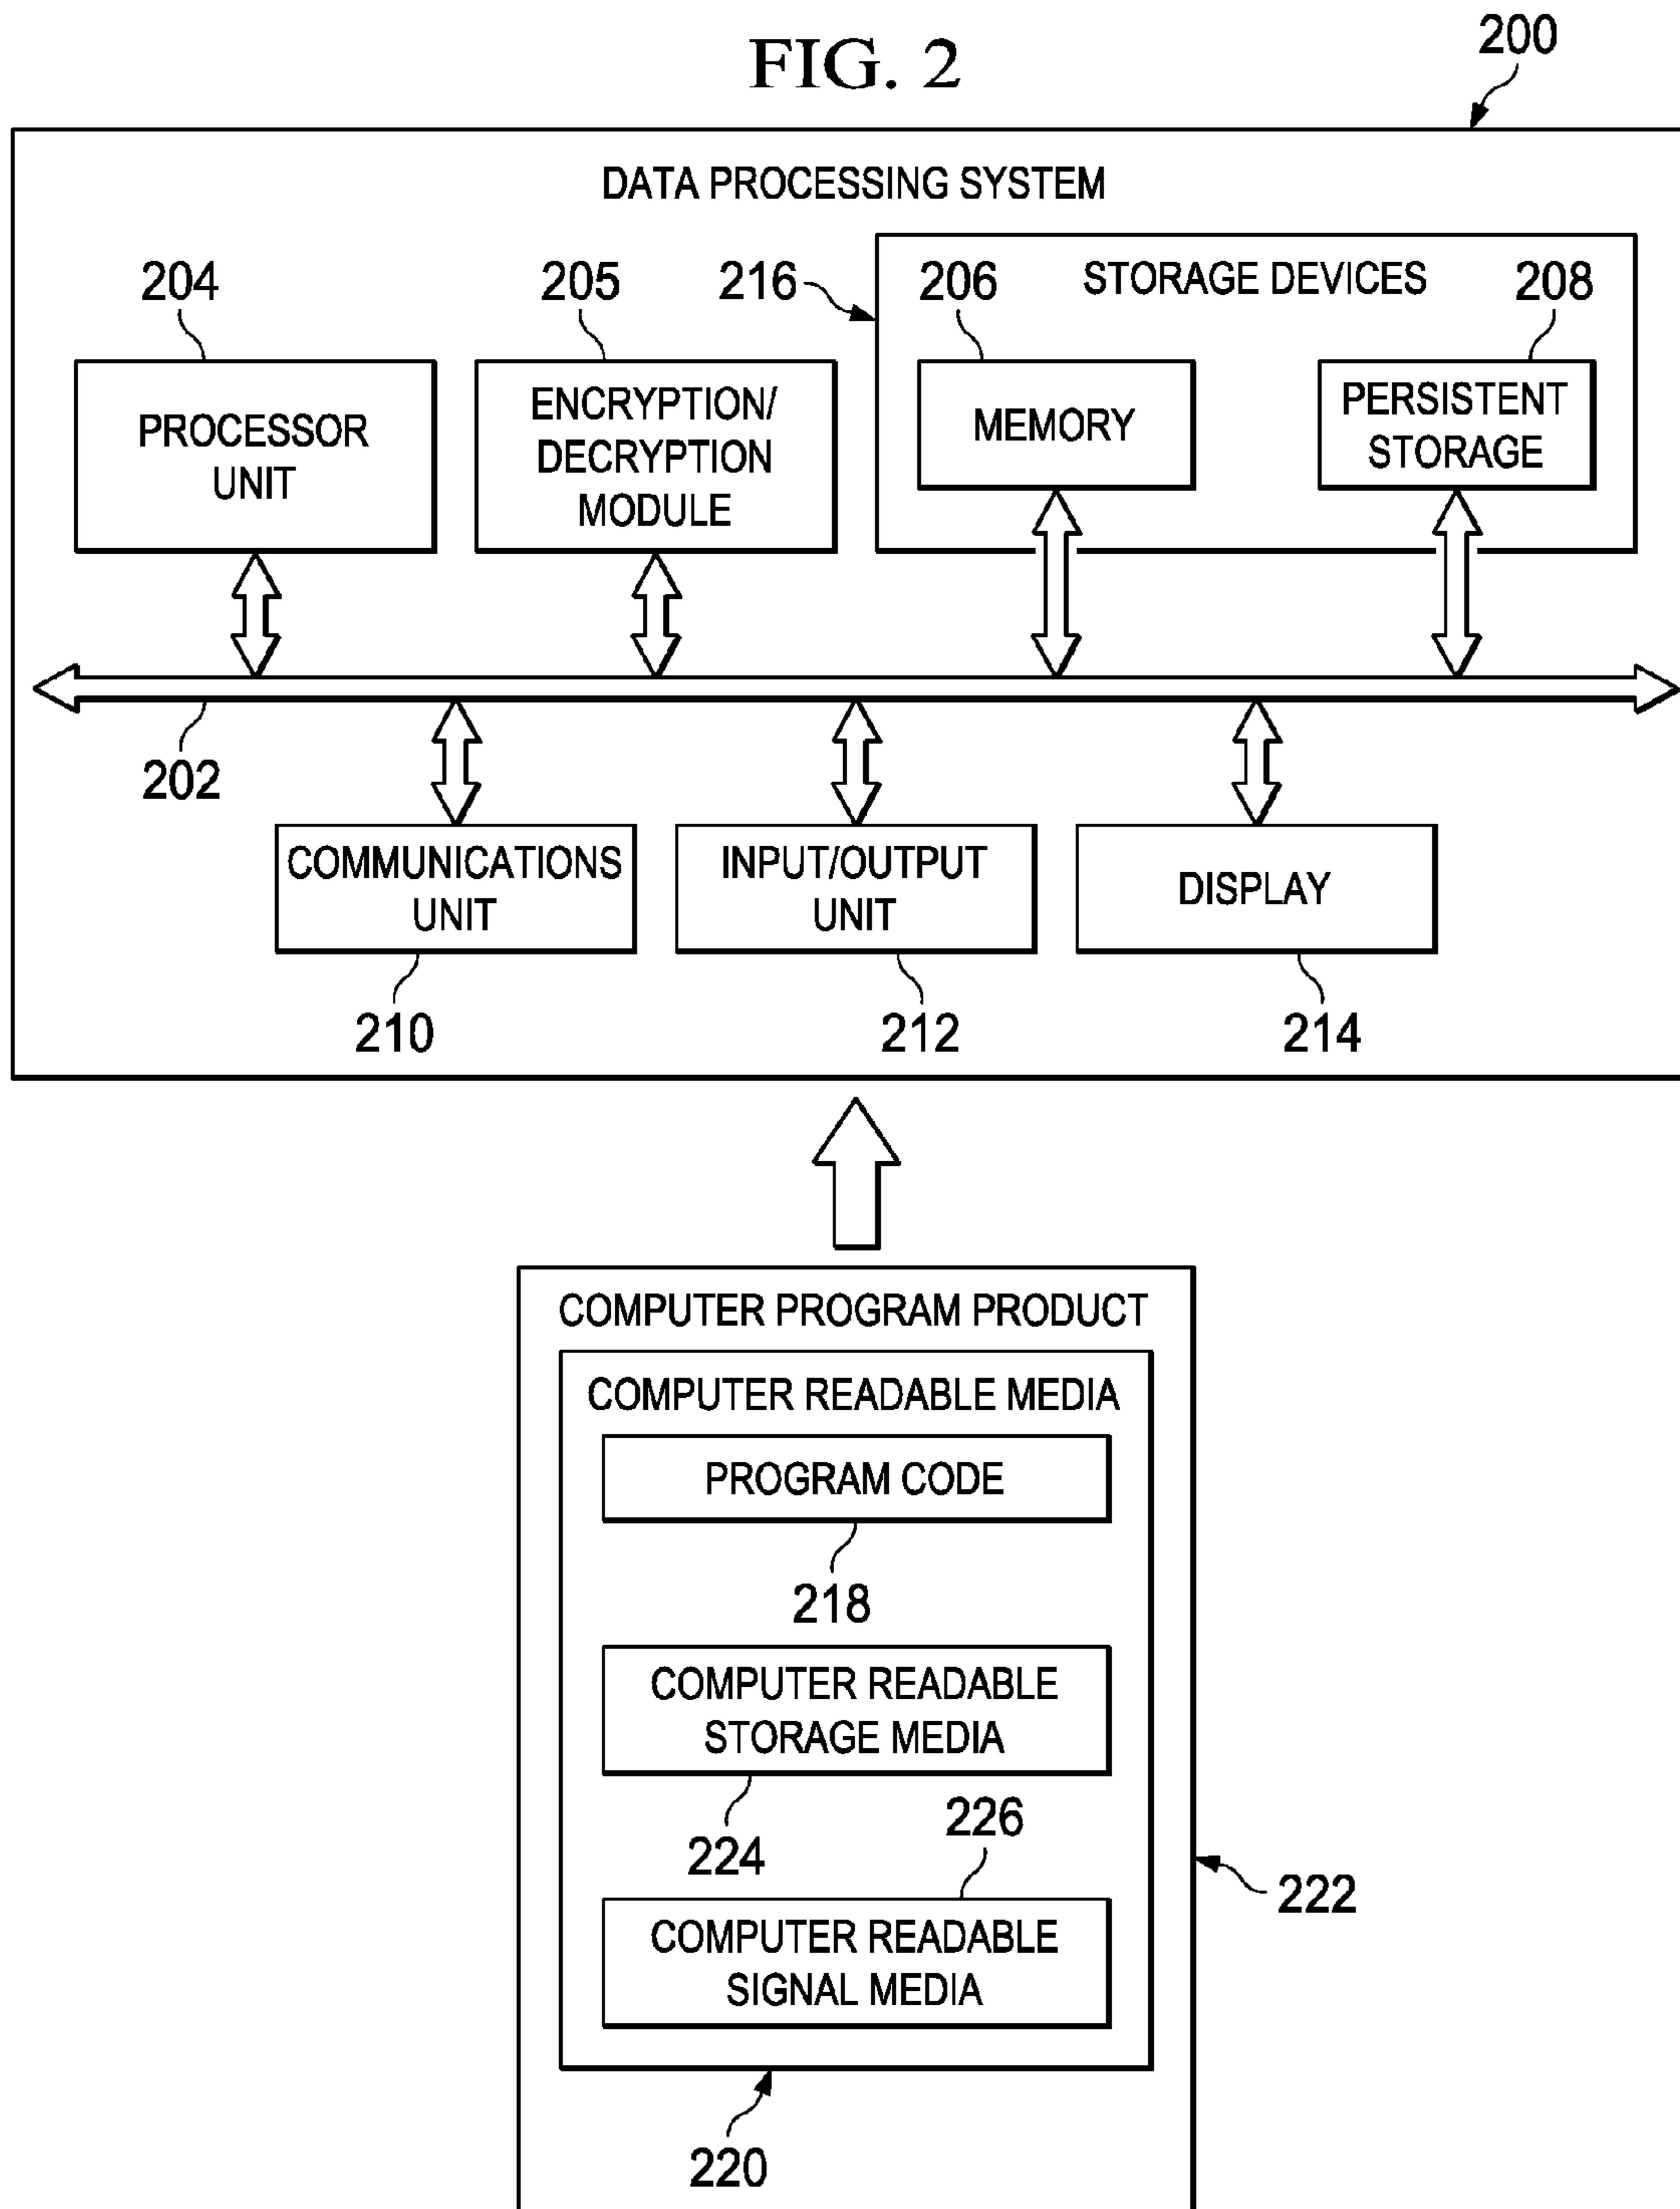 FIG. 2
200
DATA PROCESSING SYSTEM
204
205
216
206
STORAGE DEVICES
208
PROCESSOR
UNIT
ENCRYPTION/
DECRYPTION
MODULE
MEMORY
PERSISTENT
STORAGE
202
COMMUNICATIONS
UNIT
INPUT/OUTPUT
UNIT
DISPLAY
210
212
214
COMPUTER PROGRAM PRODUCT
COMPUTER READABLE MEDIA
PROGRAM CODE
218
COMPUTER READABLE
STORAGE MEDIA
224
226
222
COMPUTER READABLE
SIGNAL MEDIA
220